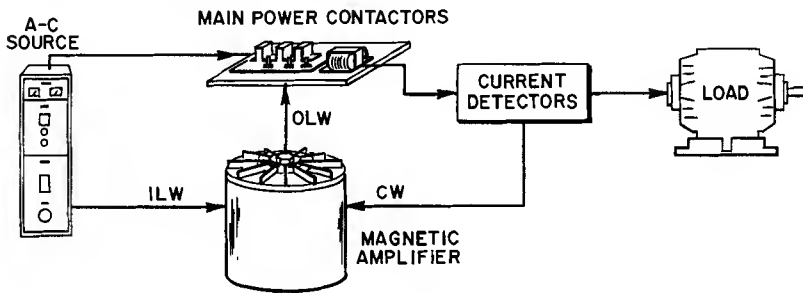 A-C
SOURCE
MAIN POWER CONTACTORS
CURRENT
DETECTORS
LOAD
OLW
ILW
CW
MAGNETIC
AMPLIFIER